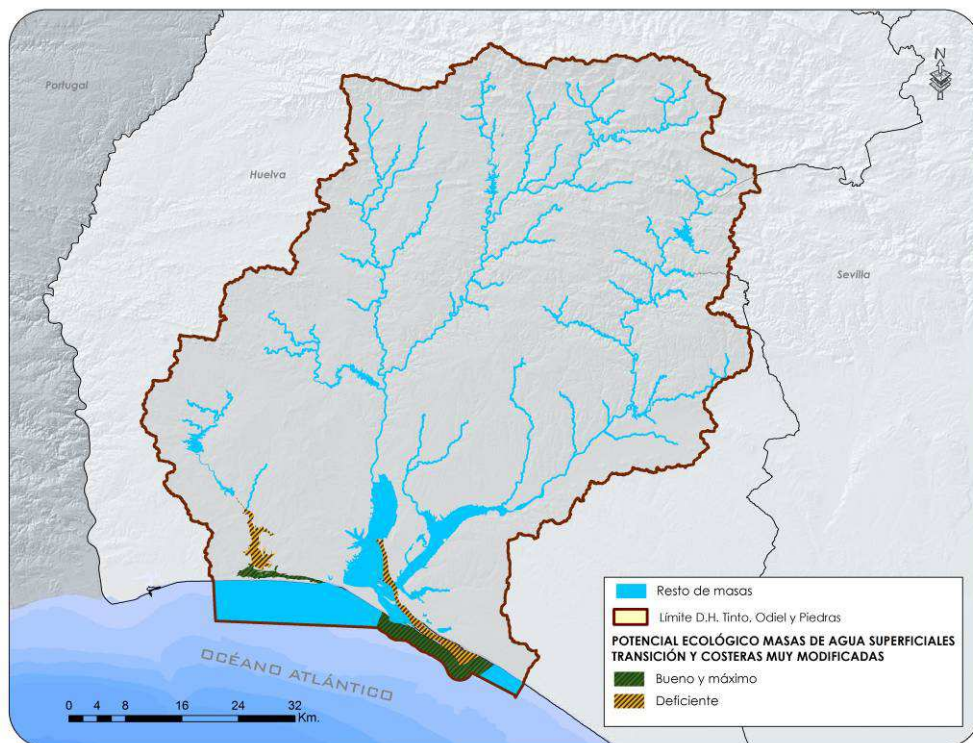 N
Portugal
Huelva
Sevilla
OCÉANO ATLÁNTICO
0 4 8 16 24 32
Km.
Resto de masas
Límite D.H. Tinto, Odiel y Piedras
POTENCIAL ECOLÓGICO MASAS DE AGUA SUPERFICIALES
TRANSICIÓN Y COSTERAS MUY MODIFICADAS
Bueno y máximo
Deficiente